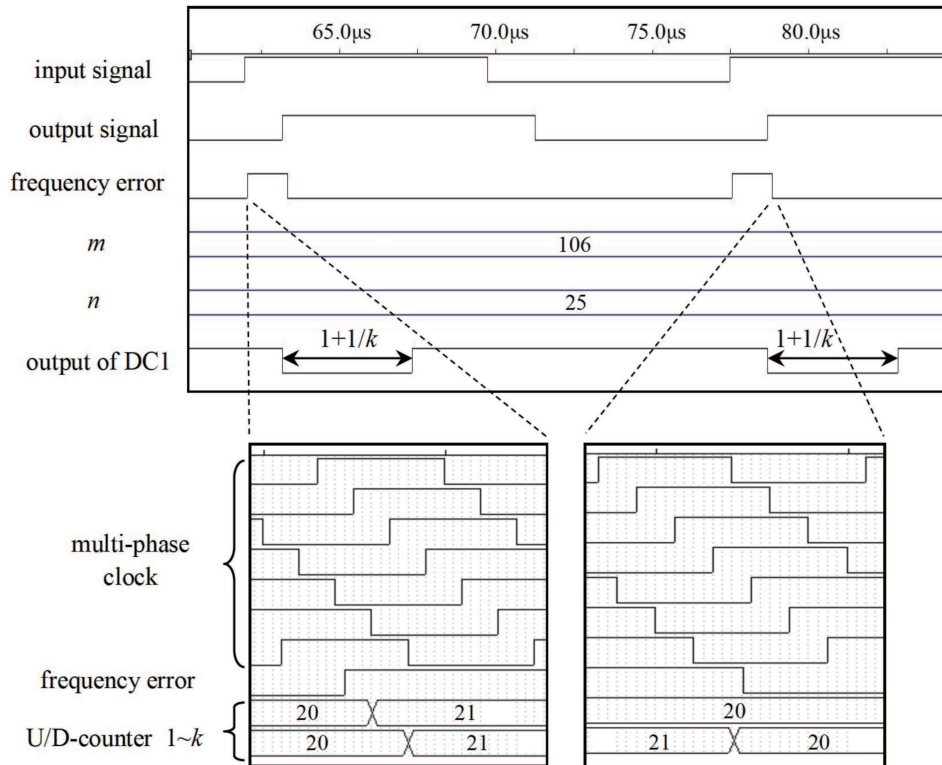 65.0μs 70.0μs 75.0μs 80.0μs
input signal
output signal
frequency error
m 106
n 25
output of DC1 1+1/k 1+1/k
multi-phase
clock
frequency error
U/D-counter 1~k
20 21
20 21
20
21 20